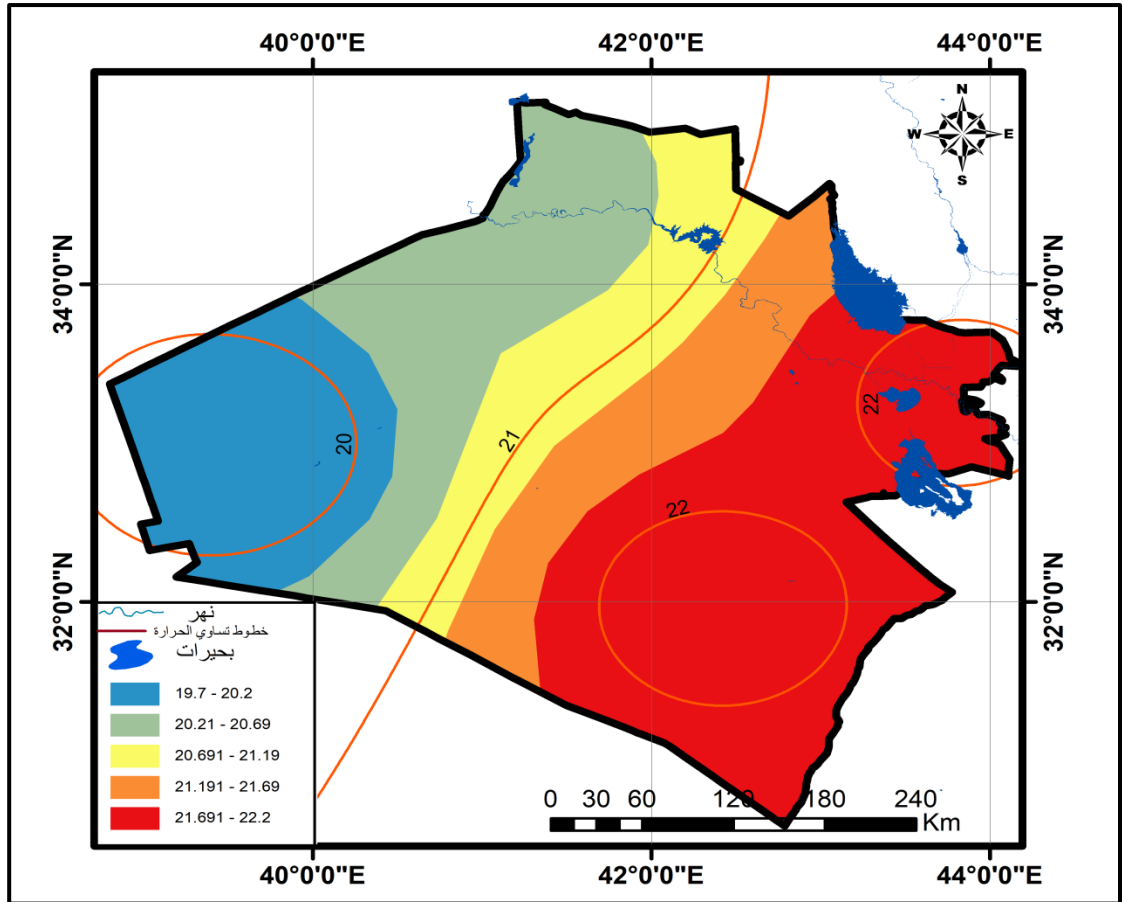 40°0'0"E 42°0'0"E 44°0'0"E
N
W E
S
34°0'0"N 34°0'0"N
22
20
21
22
32°0'0"N 32°0'0"N
نهر
خطوط تساوي الحرارة
بحيرات
19.7 - 20.2
20.21 - 20.69
20.691 - 21.19
21.191 - 21.69
21.691 - 22.2
0 30 60 120 180 240
Km
40°0'0"E 42°0'0"E 44°0'0"E